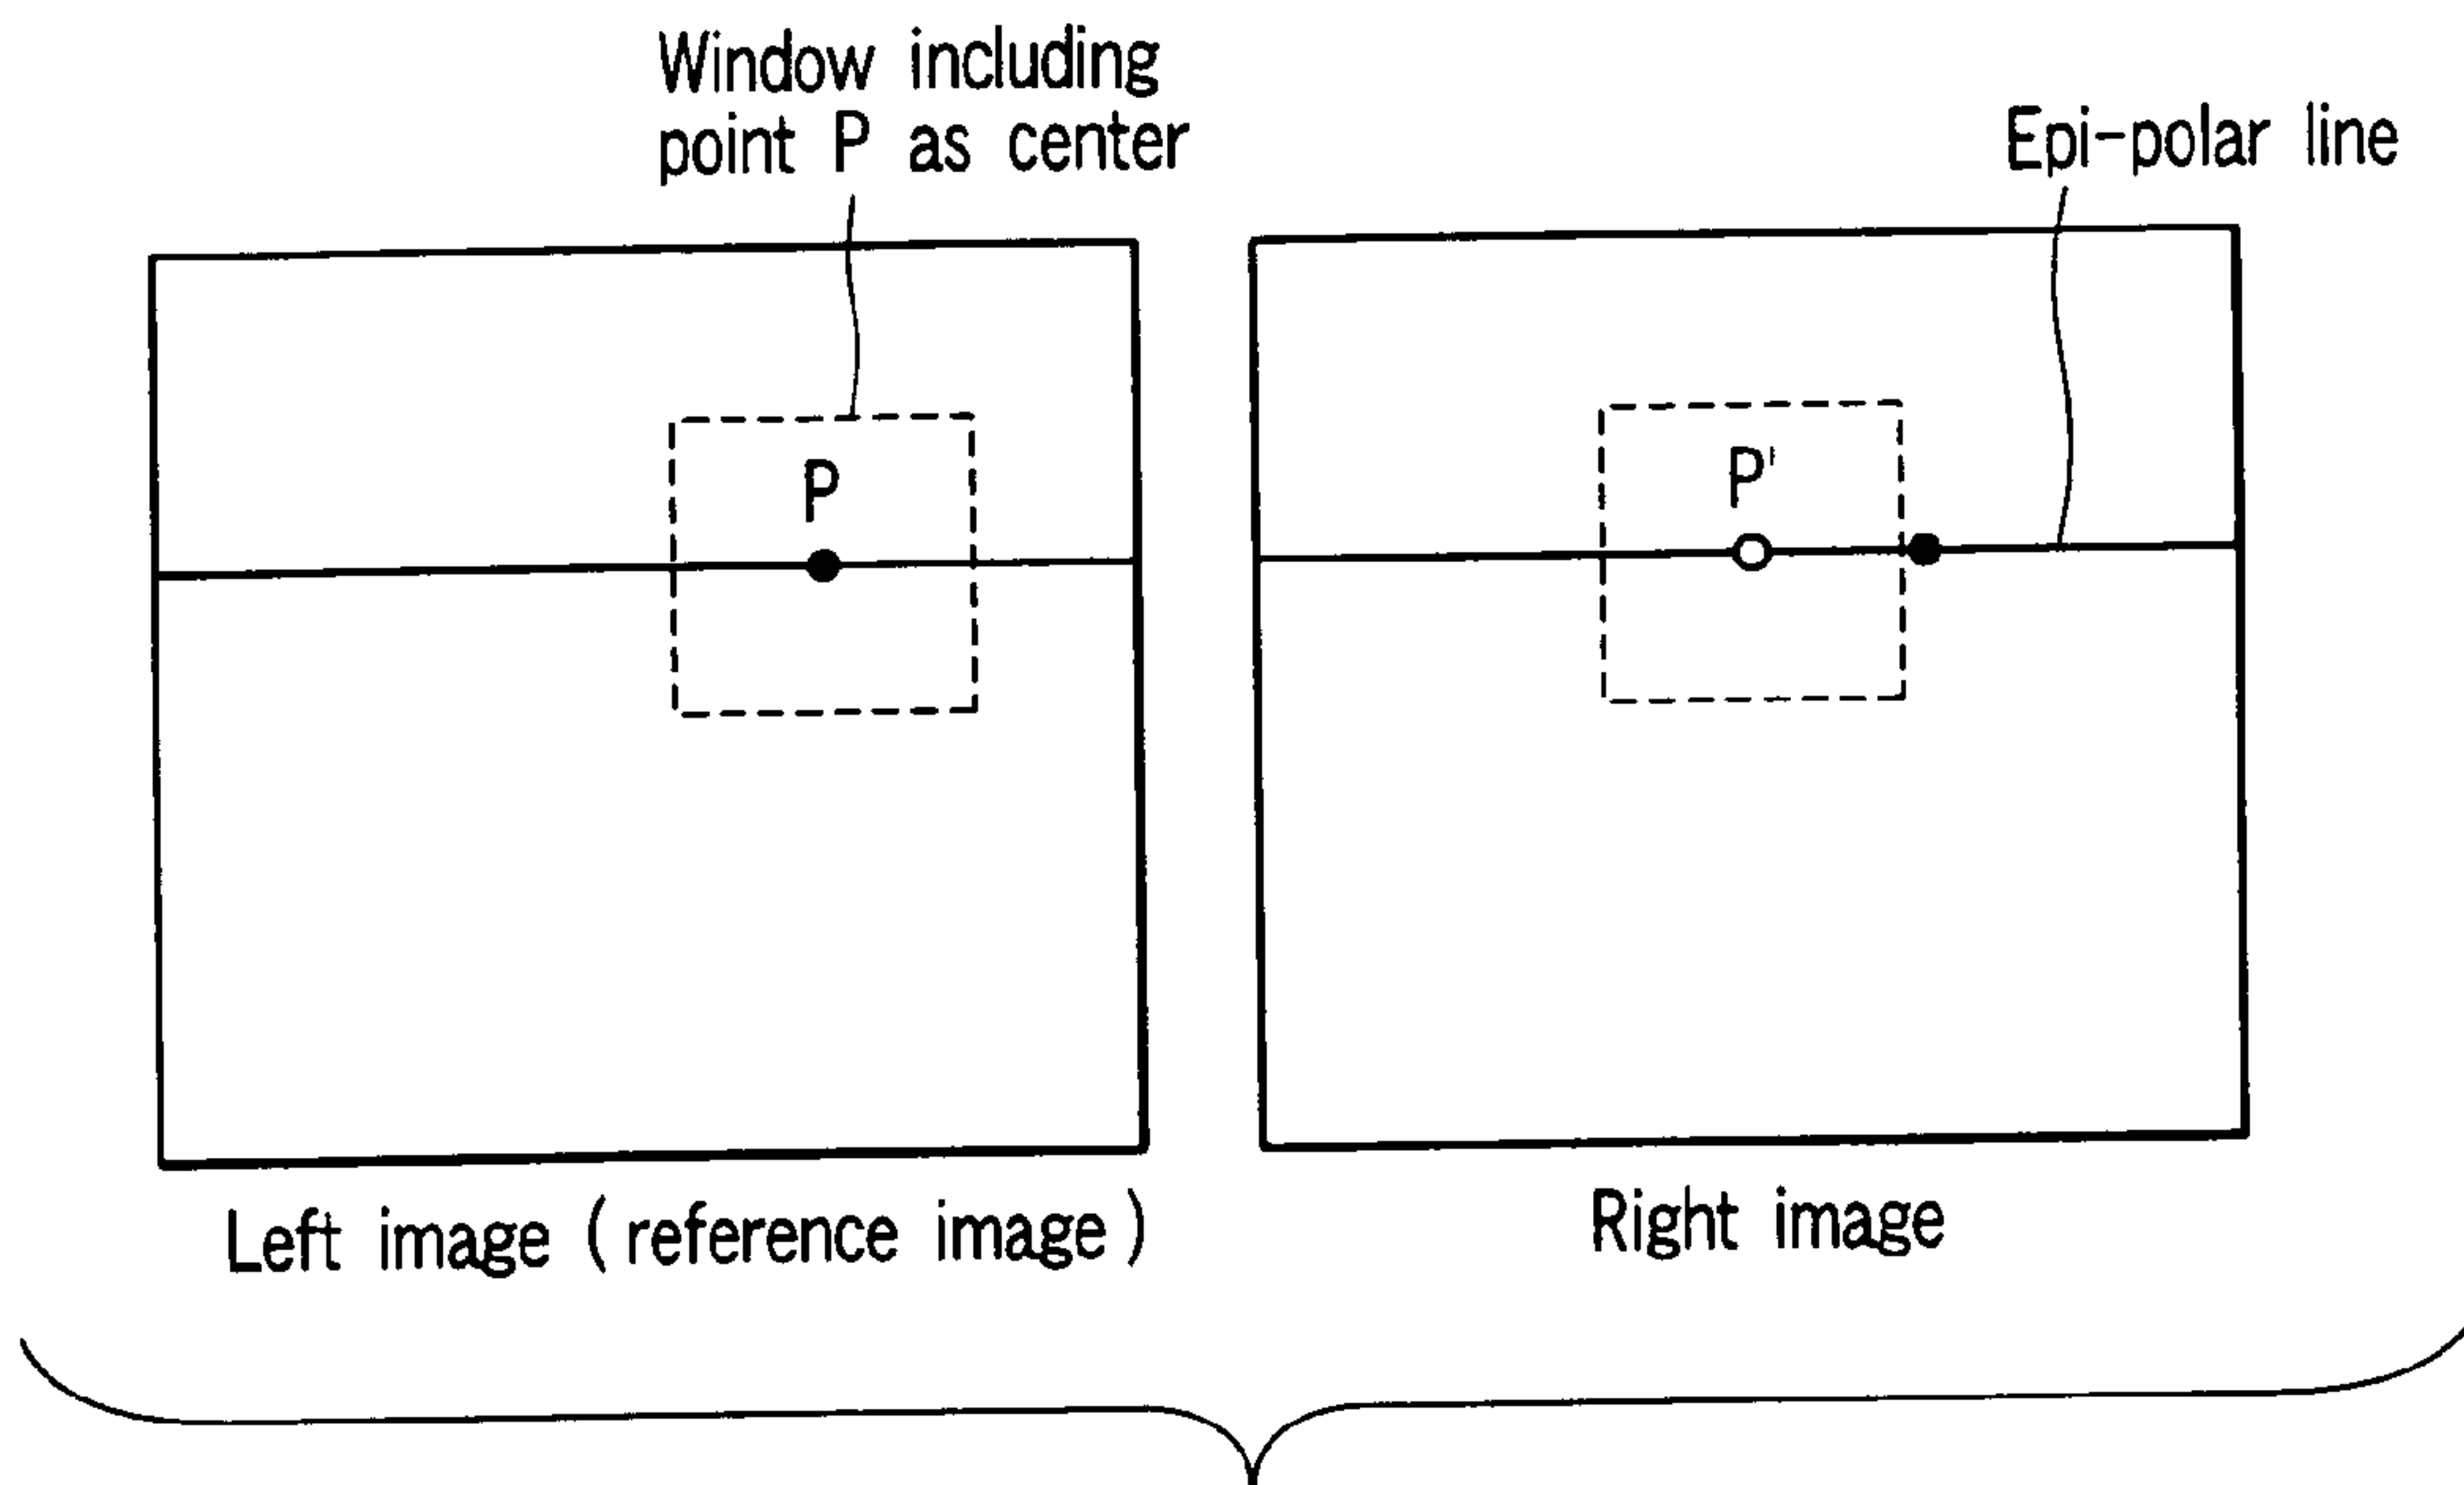 Window including
point P as center
Epi-polar line
P
P'
Left image (reference image)
Right image